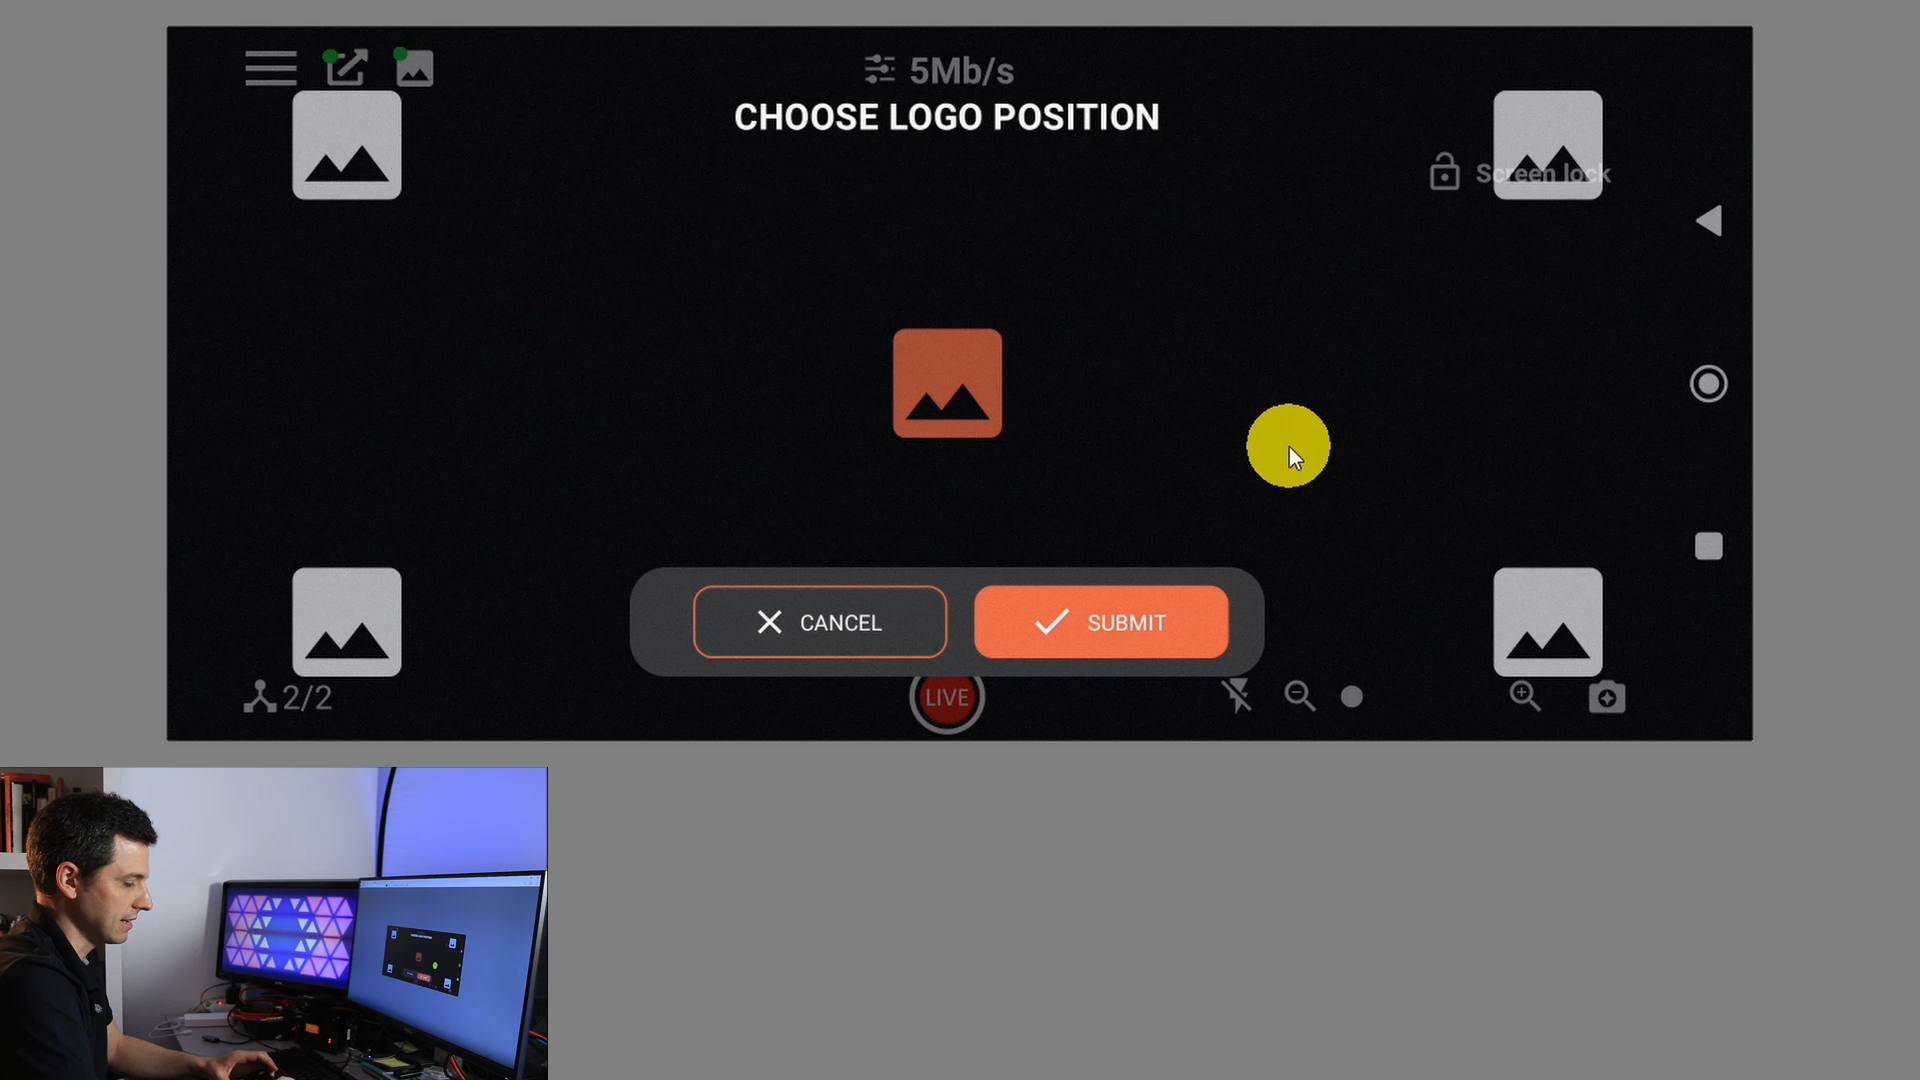 5Mb/s
CHOOSE LOGO POSITION
Screen lock
CANCEL
SUBMIT
2/2
LIVE